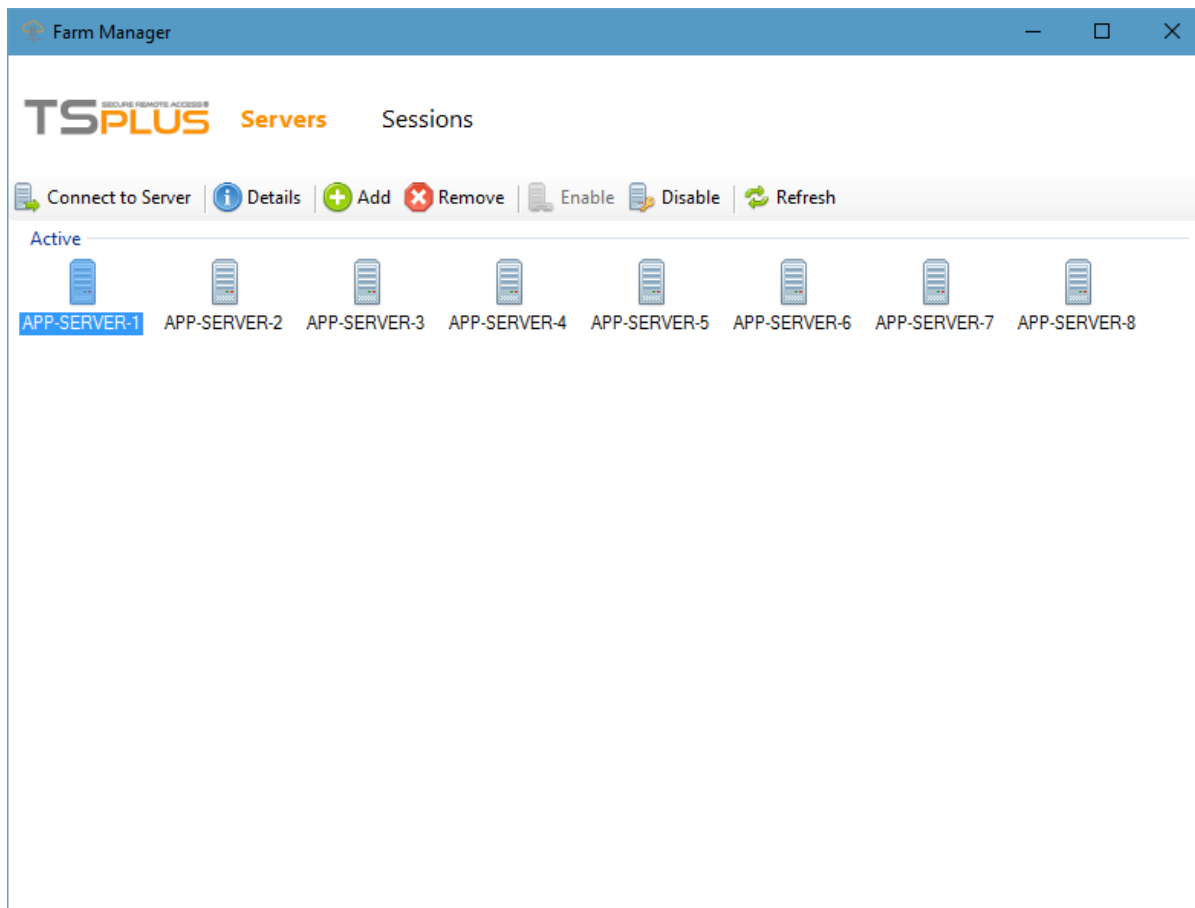 Farm Manager
SECURE REMOTE ACCESS®
TSPLUS Servers Sessions
Connect to Server Details Add Remove Enable Disable Refresh
Active
APP-SERVER-1 APP-SERVER-2 APP-SERVER-3 APP-SERVER-4 APP-SERVER-5 APP-SERVER-6 APP-SERVER-7 APP-SERVER-8